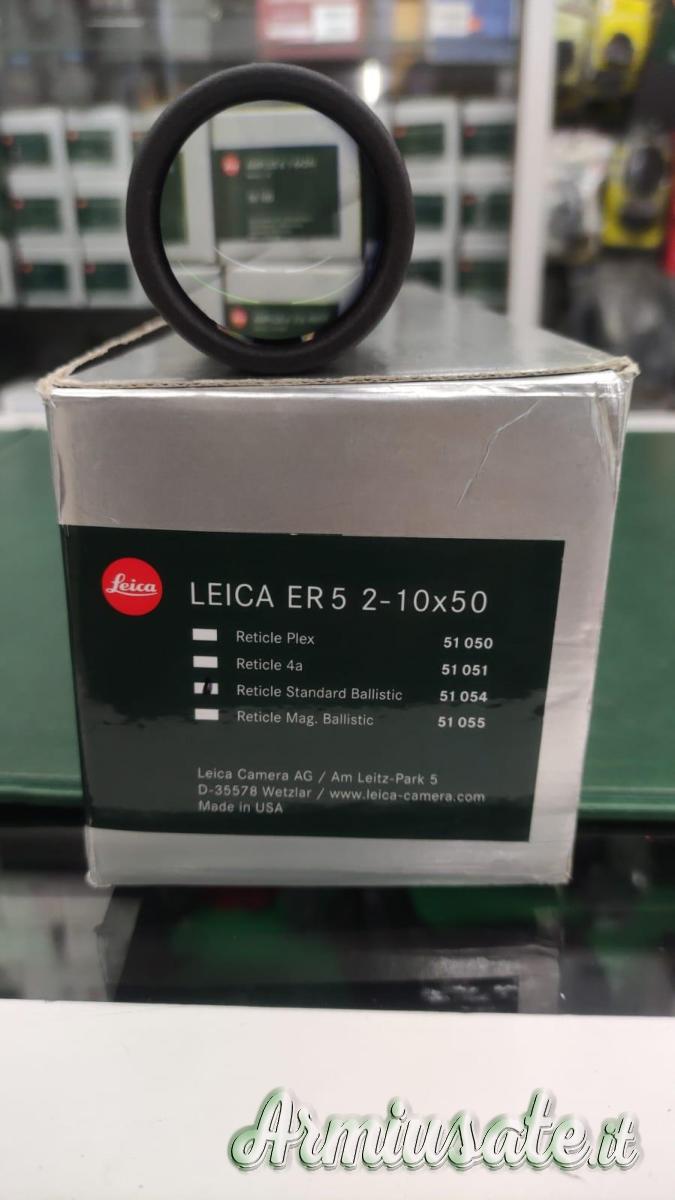 Leica
LEICA ER 5 2-10x50
Reticle Plex 51 050
Reticle 4a 51 051
Reticle Standard Ballistic 51 054
Reticle Mag. Ballistic 51 055
Leica Camera AG / Am Leitz-Park 5
D-35578 Wetzlar / www.leica-camera.com
Made in USA
Armiusate.it